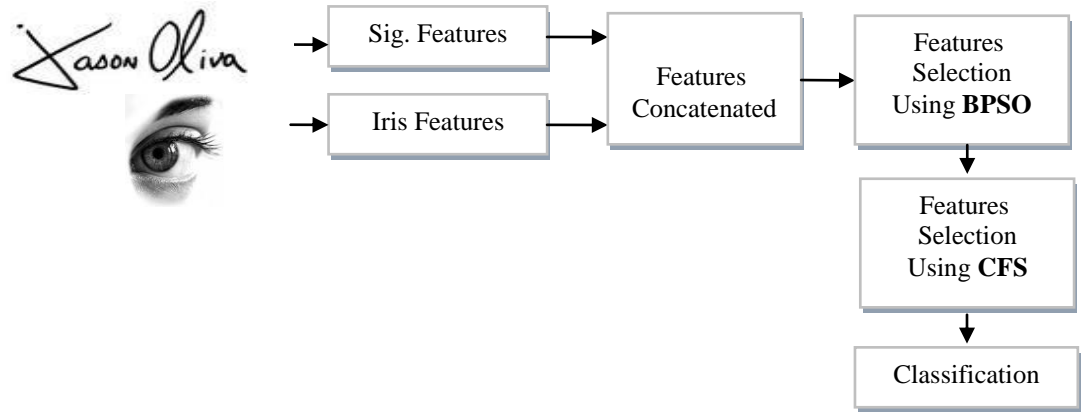 Jason Oliva
Sig. Features
Iris Features
Features
Concatenated
Features
Selection
Using BPSO
Features
Selection
Using CFS
Classification